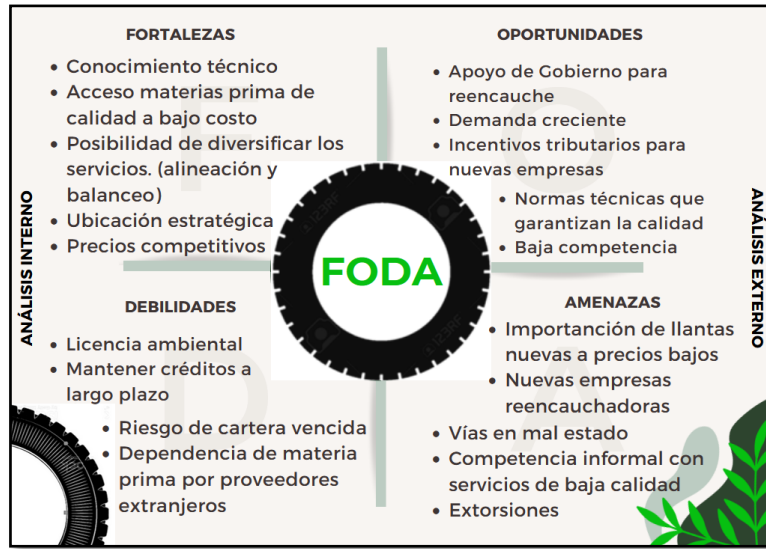 FORTALEZAS
• Conocimiento técnico
• Acceso materias prima de
calidad a bajo costo
• Posibilidad de diversificar los
servicios. (alineación y
balanceo)
• Ubicación estratégica
• Precios competitivos
OPORTUNIDADES
• Apoyo de Gobierno para
reencauche
• Demanda creciente
• Incentivos tributarios para
nuevas empresas
• Normas técnicas que
garantizan la calidad
• Baja competencia
ANÁLISIS INTERNO
FODA
ANÁLISIS EXTERNO
DEBILIDADES
• Licencia ambiental
• Mantener créditos a
largo plazo
• Riesgo de cartera vencida
• Dependencia de materia
prima por proveedores
extranjeros
AMENAZAS
• Importanción de llantas
nuevas a precios bajos
• Nuevas empresas
reencauchadoras
• Vías en mal estado
• Competencia informal con
servicios de baja calidad
• Extorsiones
F
O
D
A
123RF
123RF